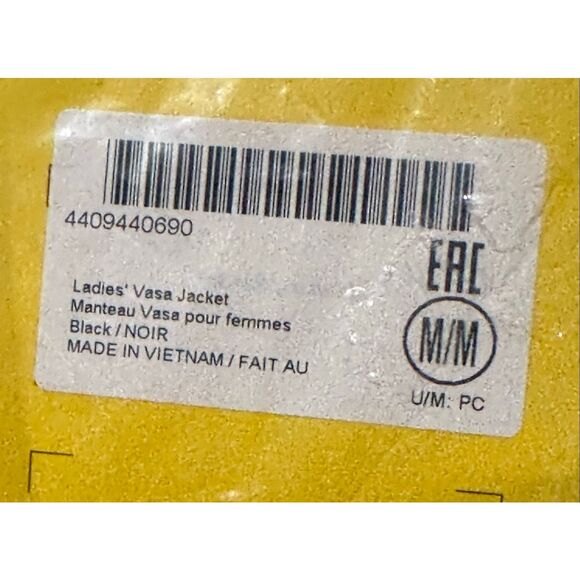 4409440690
EAC
Ladies' Vasa Jacket
Manteau Vasa pour femmes
Black / NOIR
MADE IN VIETNAM / FAIT AU
M/M
U/M: PC